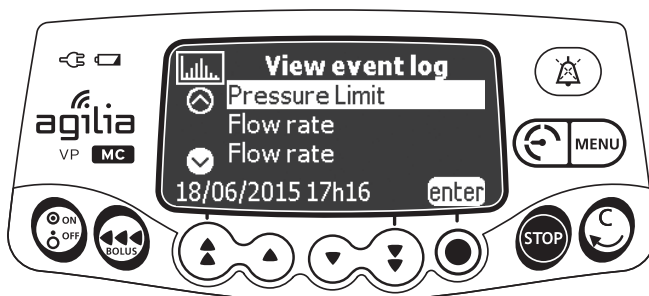 View event log
Pressure Limit
Flow rate
Flow rate
18/06/2015 17h16 enter
agilia
VP MC
MENU
ON
OFF
BOLUS
STOP
C